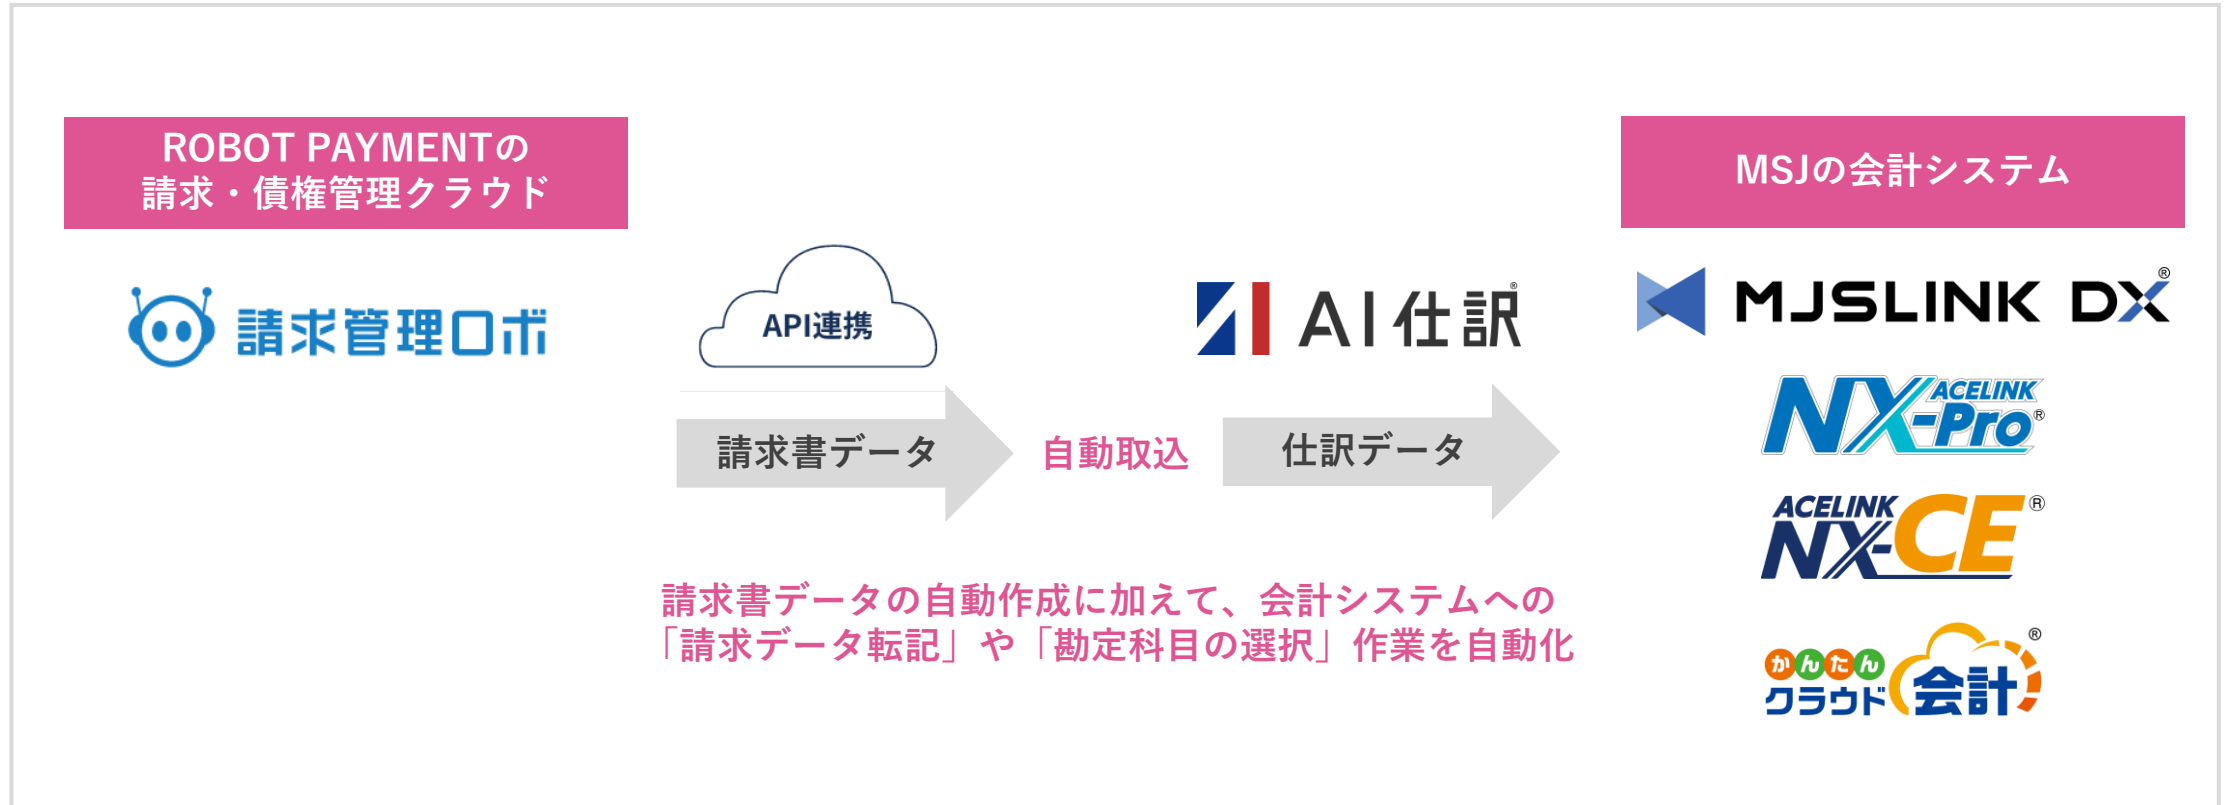 ROBOT PAYMENTの
請求・債権管理クラウド
請求管理ロボ
API連携
請求書データ
自動取込
AI仕訳®
仕訳データ
請求書データの自動作成に加えて、会計システムへの
「請求データ転記」や「勘定科目の選択」作業を自動化
MSJの会計システム
MJSLINK DX®
ACELINK
NX-Pro®
ACELINK
NX-CE®
かんたん
クラウド会計®